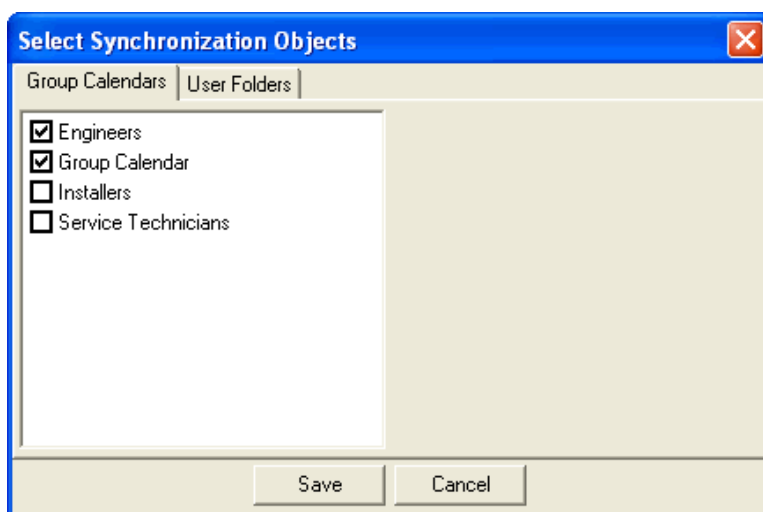 Select Synchronization Objects
Group Calendars User Folders
Engineers
Group Calendar
Installers
Service Technicians
Save Cancel